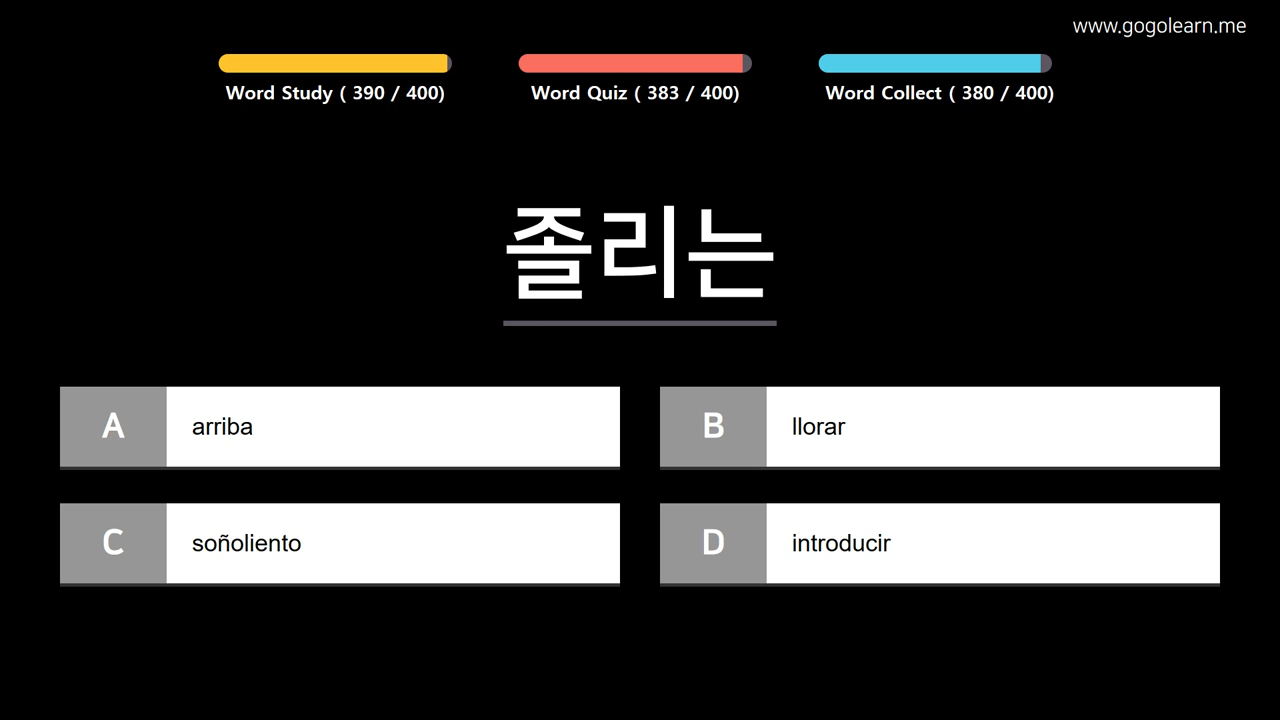 www.gogolearn.me
Word Study ( 390 / 400)
Word Quiz ( 383 / 400)
Word Collect ( 380 / 400)
졸리는
A arriba
B llorar
C soñoliento
D introducir